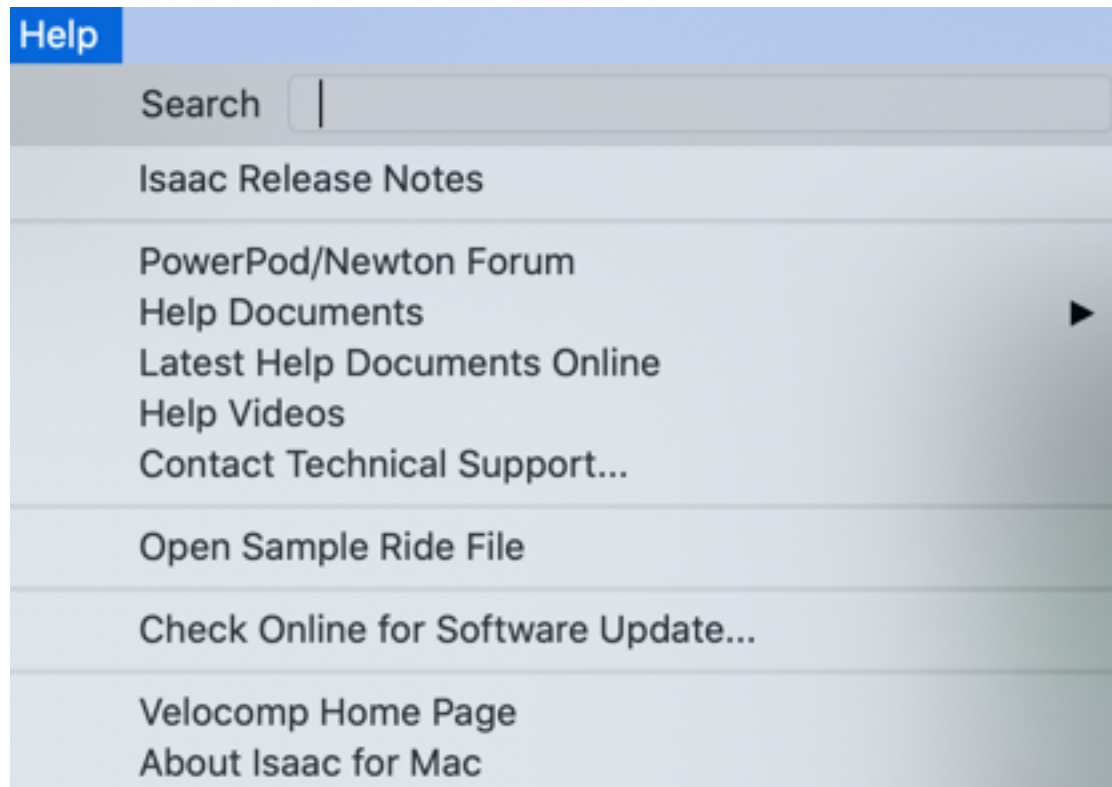 Help
Search
Isaac Release Notes
PowerPod/Newton Forum
Help Documents
Latest Help Documents Online
Help Videos
Contact Technical Support...
Open Sample Ride File
Check Online for Software Update...
Velocomp Home Page
About Isaac for Mac